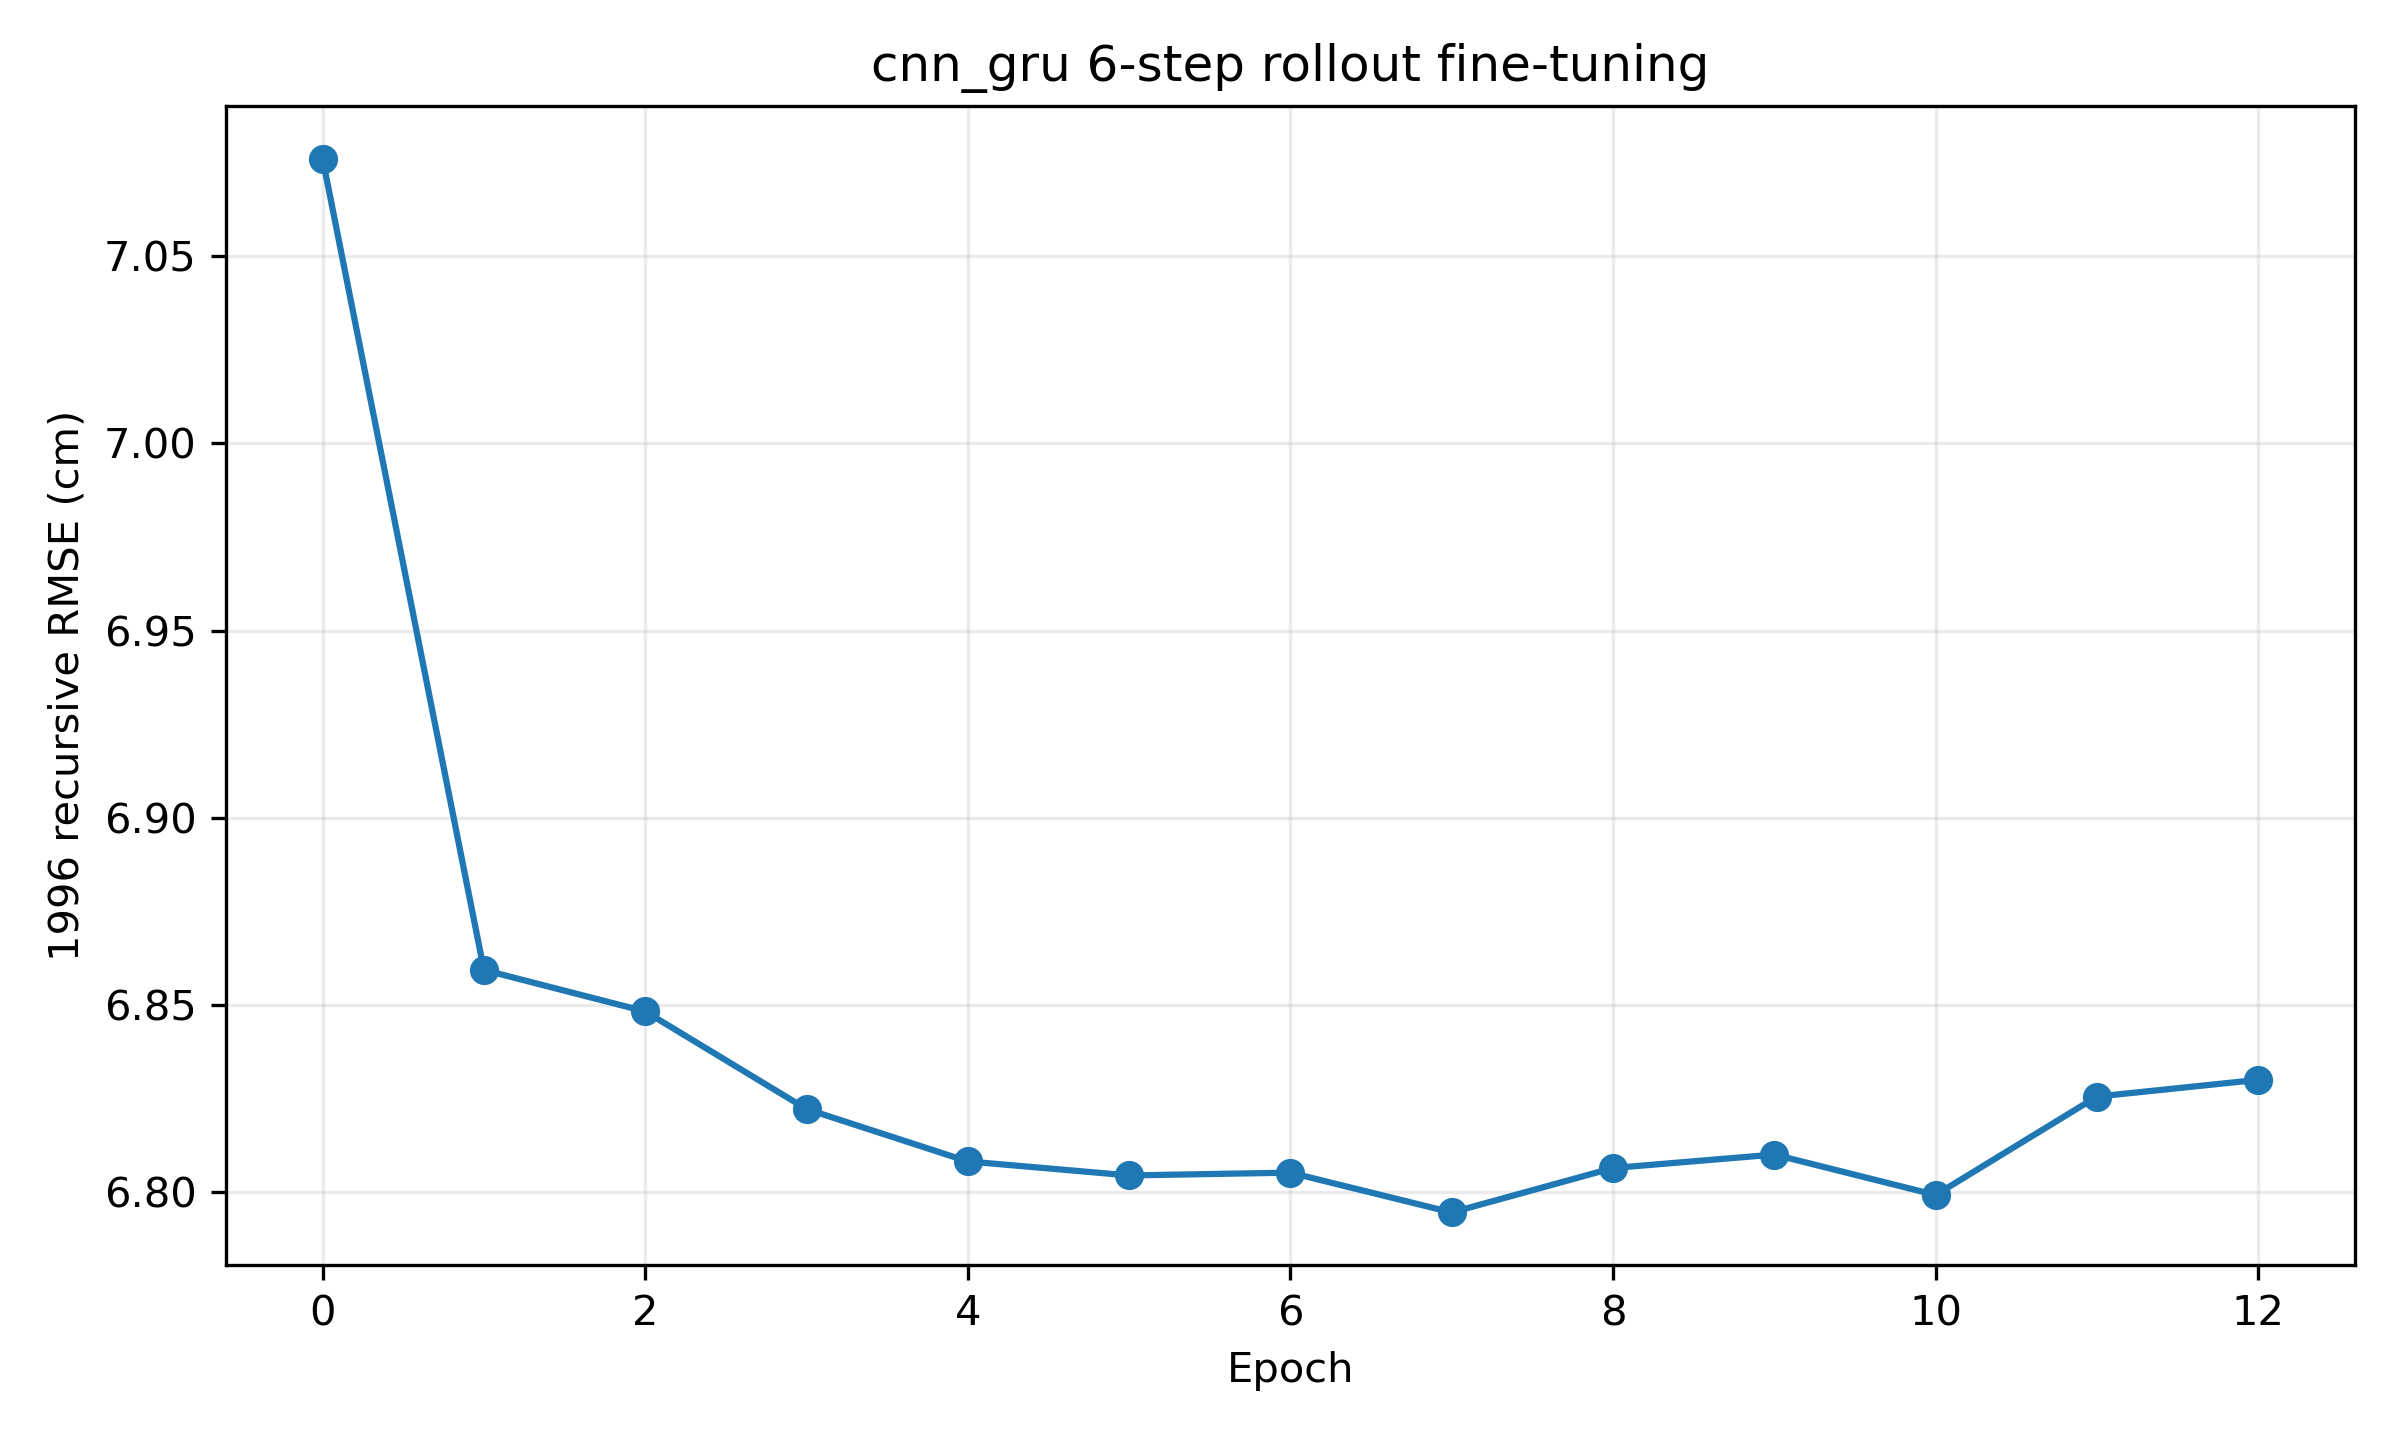 cnn_gru 6-step rollout fine-tuning
1996 recursive RMSE (cm)
7.05
7.00
6.95
6.90
6.85
6.80
0 2 4 6 8 10 12
Epoch